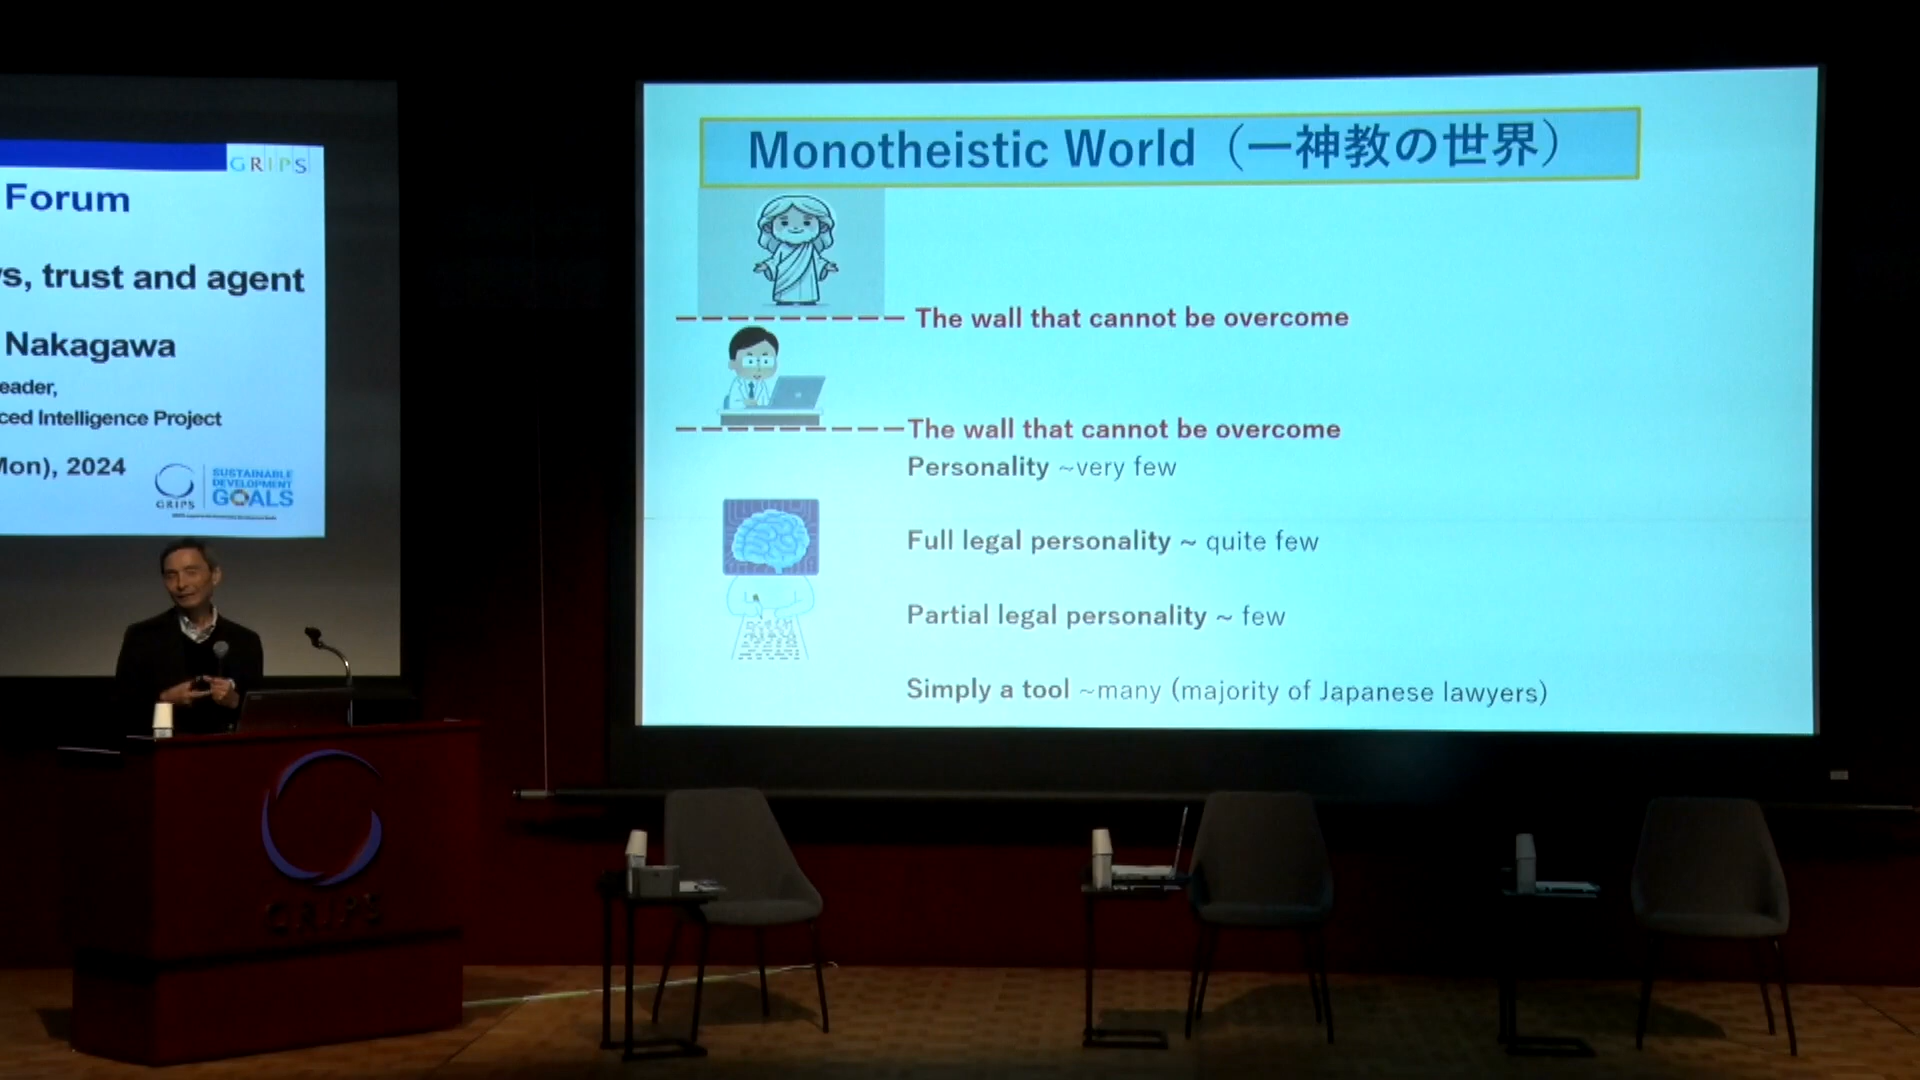 GRIPS
Forum
s, trust and agent
Nakagawa
eader,
ced Intelligence Project
on), 2024
GRIPS
SUSTAINABLE
DEVELOPMENT
GOALS
Monotheistic World（一神教の世界）
The wall that cannot be overcome
The wall that cannot be overcome
Personality ~very few
Full legal personality ~ quite few
Partial legal personality ~ few
Simply a tool ~many (majority of Japanese lawyers)
GRIPS